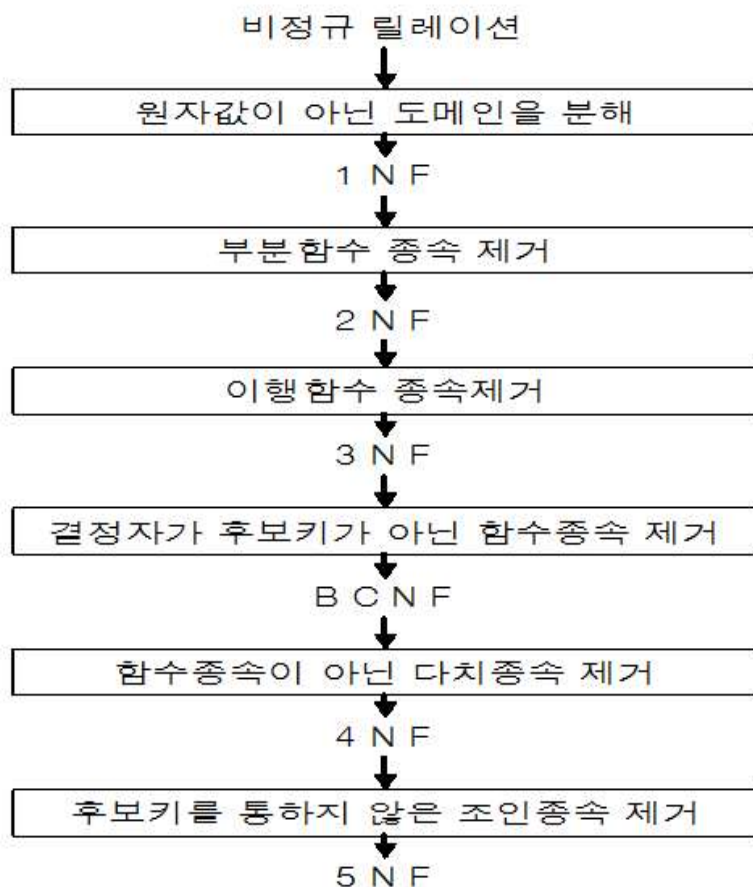 비정규 릴레이션
원자값이 아닌 도메인을 분해
1 N F
부분함수 종속 제거
2 N F
이행함수 종속제거
3 N F
결정자가 후보키가 아닌 함수종속 제거
B C N F
함수종속이 아닌 다치종속 제거
4 N F
후보키를 통하지 않은 조인종속 제거
5 N F